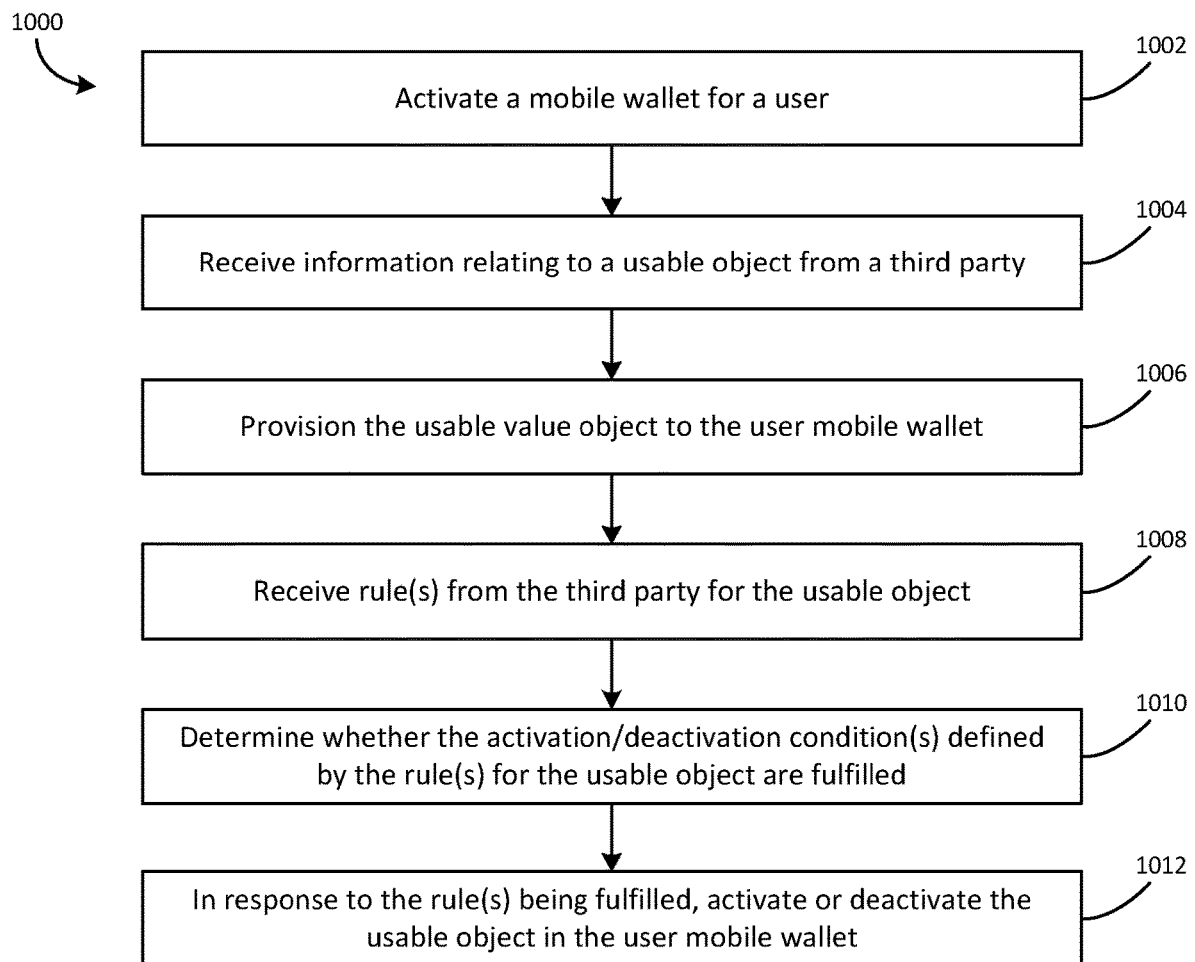 1000
1002
Activate a mobile wallet for a user
1004
Receive information relating to a usable object from a third party
1006
Provision the usable value object to the user mobile wallet
1008
Receive rule(s) from the third party for the usable object
1010
Determine whether the activation/deactivation condition(s) defined
by the rule(s) for the usable object are fulfilled
1012
In response to the rule(s) being fulfilled, activate or deactivate the
usable object in the user mobile wallet